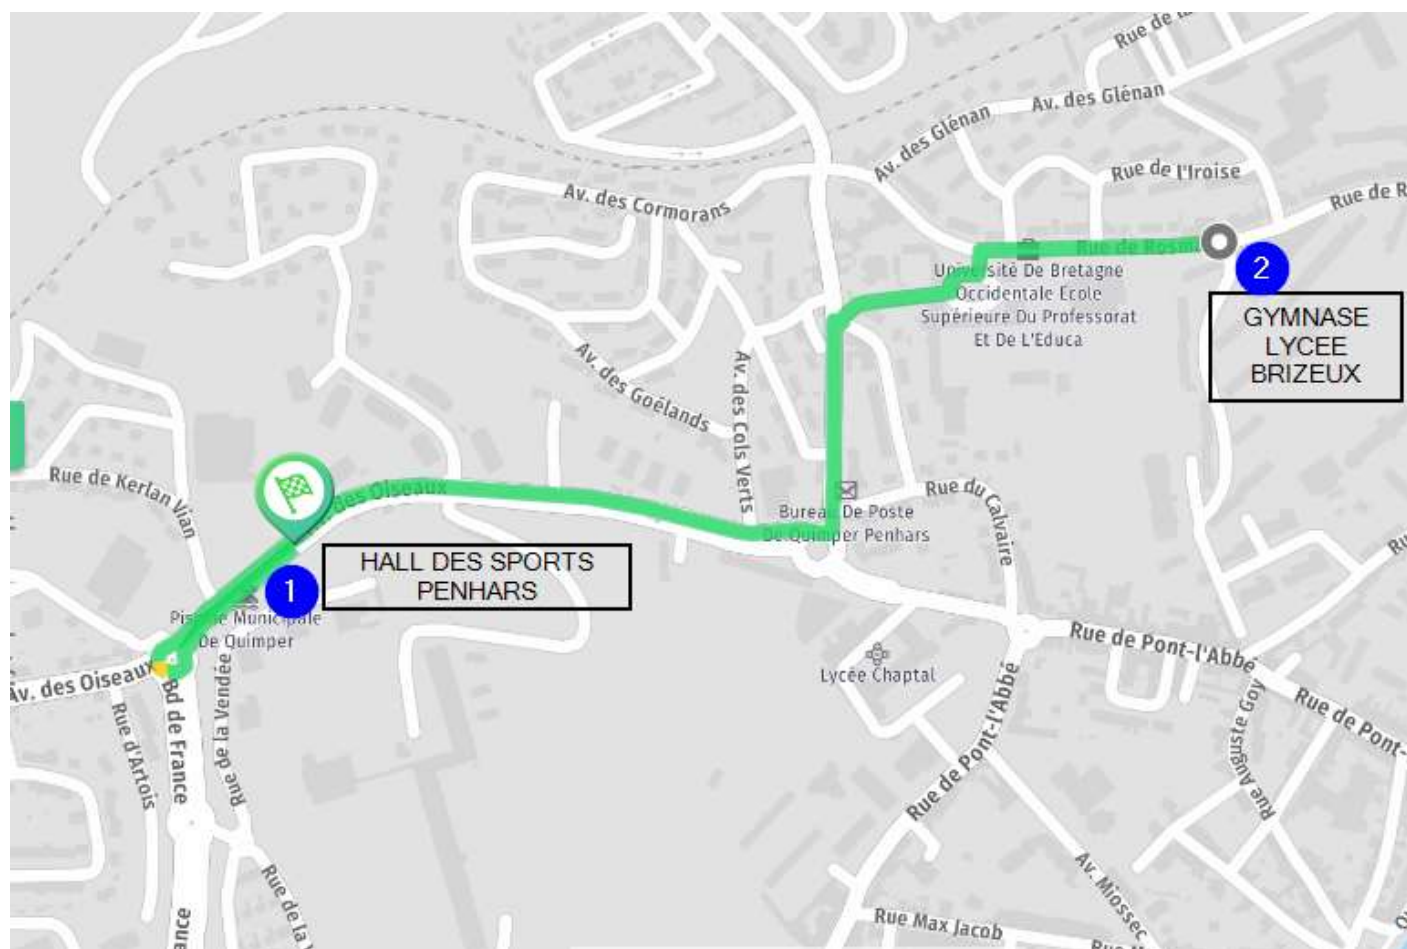 Rue de
Av. des Glénan
Av. des Glénan
Rue de l'Iroise
Rue de R
Av. des Cormorans
Rue de Rosm
2
Université De Bretagne
Occidentale Ecole
Supérieure Du Professorat
Et De L'Educa
GYMNASE
LYCEE
BRIZEUX
Av. des Goélands
Av. des Cols Verts
Rue de Kerlan Vian
des Oiseaux
Rue du Calvaire
Bureau De Poste
De Quimper Penhars
HALL DES SPORTS
PENHARS
1
Piscine Municipale
De Quimper
Av. des Oiseaux
Bd de France
Rue de la Vendée
Rue d'Artois
Lycée Chaptal
Rue de Pont-l'Abbé
Rue de Pont-l'Abbé
Rue Auguste Goy
Rue de Pont-
Av. Miossec
Rue Max Jacob
Rue de la
ence